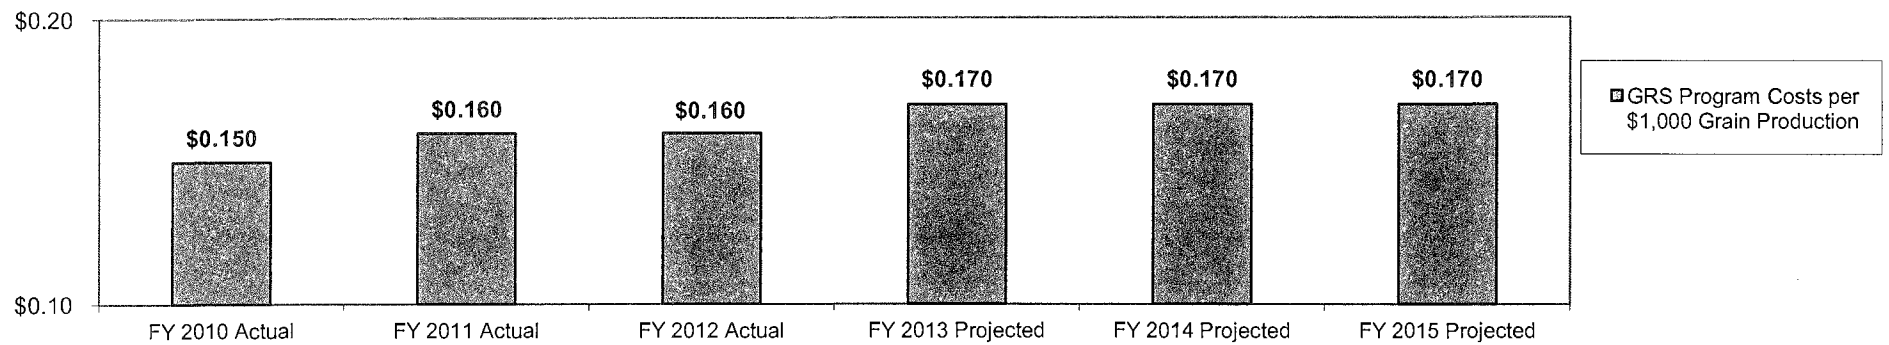 $0.20
$0.150
$0.160
$0.160
$0.170
$0.170
$0.170
GRS Program Costs per
$1,000 Grain Production
$0.10
FY 2010 Actual
FY 2011 Actual
FY 2012 Actual
FY 2013 Projected
FY 2014 Projected
FY 2015 Projected